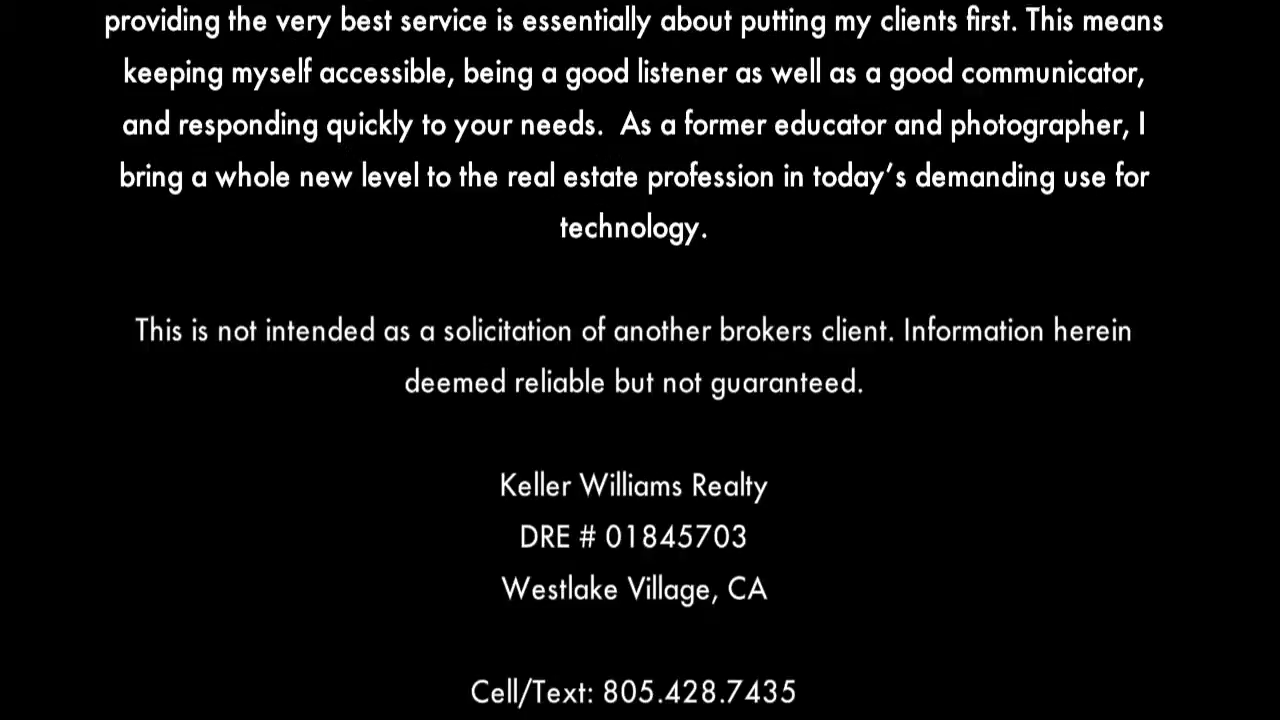 providing the very best service is essentially about putting my clients first. This means
keeping myself accessible, being a good listener as well as a good communicator,
and responding quickly to your needs.  As a former educator and photographer, I
bring a whole new level to the real estate profession in today’s demanding use for
technology.
This is not intended as a solicitation of another brokers client. Information herein
deemed reliable but not guaranteed.
Keller Williams Realty
DRE # 01845703
Westlake Village, CA
Cell/Text: 805.428.7435